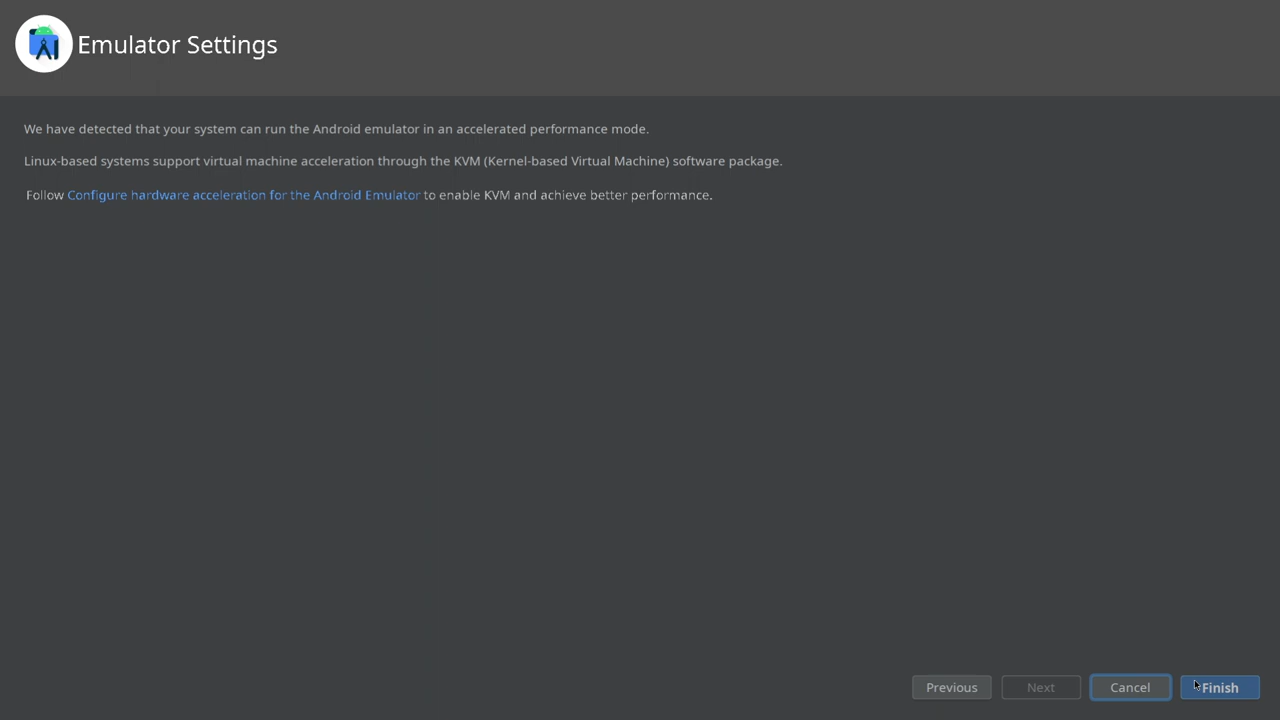 Emulator Settings
We have detected that your system can run the Android emulator in an accelerated performance mode.
Linux-based systems support virtual machine acceleration through the KVM (Kernel-based Virtual Machine) software package.
Follow Configure hardware acceleration for the Android Emulator to enable KVM and achieve better performance.
Previous Next Cancel Finish